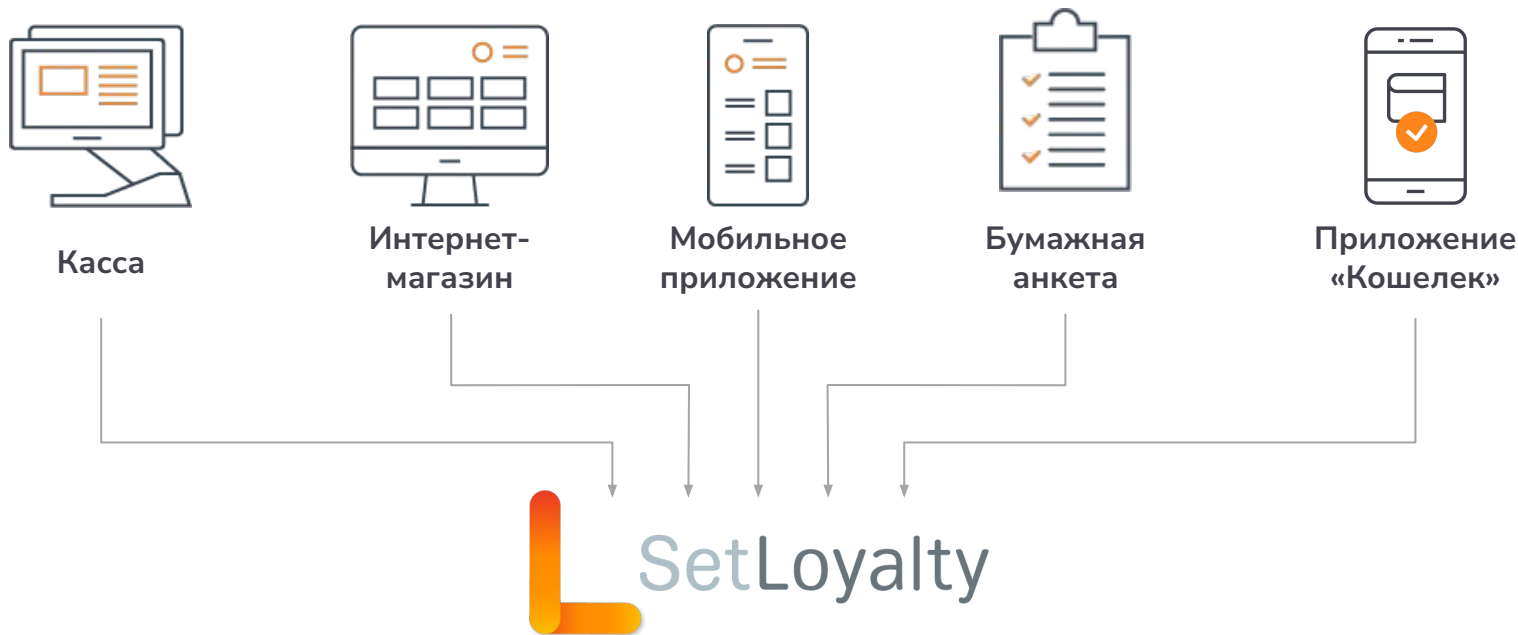 Касса
Интернет-
магазин
Мобильное
приложение
Бумажная
анкета
Приложение
«Кошелек»
SetLoyalty